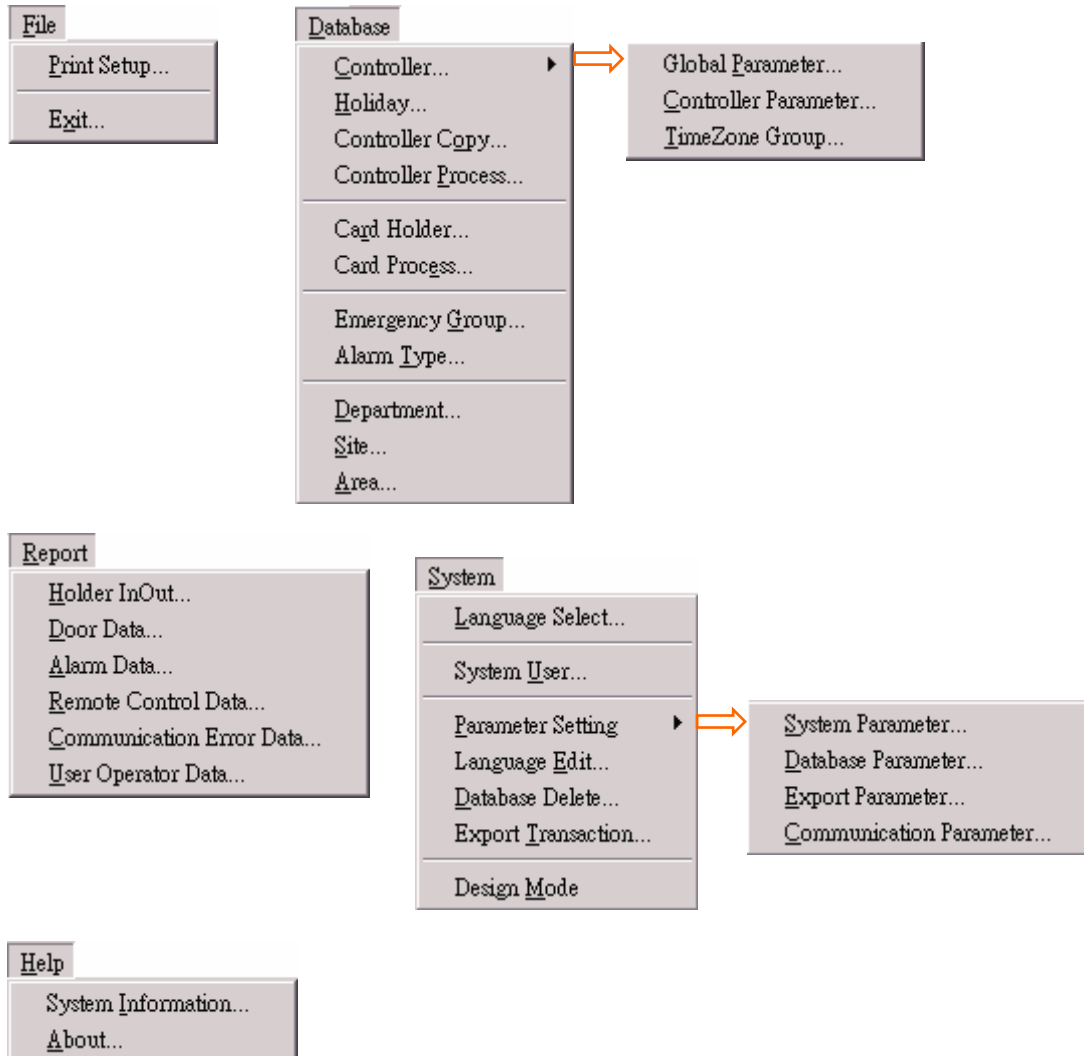 File
Print Setup...
Exit...
Database
Controller...
Holiday...
Controller Copy...
Controller Process...
Card Holder...
Card Process...
Emergency Group...
Alarm Type...
Department...
Site...
Area...
Global Parameter...
Controller Parameter...
TimeZone Group...
Report
Holder InOut...
Door Data...
Alarm Data...
Remote Control Data...
Communication Error Data...
User Operator Data...
System
Language Select...
System User...
Parameter Setting
Language Edit...
Database Delete...
Export Transaction...
Design Mode
System Parameter...
Database Parameter...
Export Parameter...
Communication Parameter...
Help
System Information...
About...